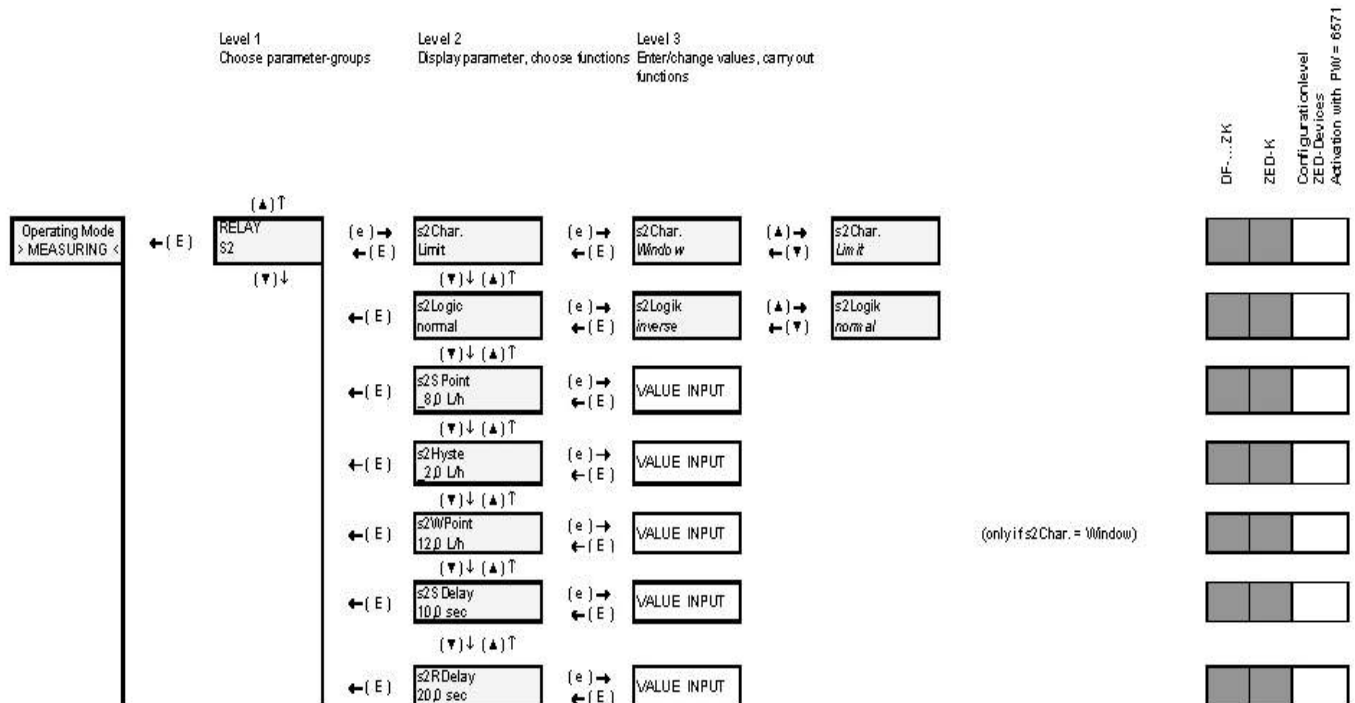 Level 1
Choose parameter-groups
Level 2
Display parameter, choose functions
Level 3
Enter/change values, carry out
functions
DF-...ZK
ZED-K
Configurationlevel
ZED-Devices
Activation with PW = 6571
(▲)↑
Operating Mode
> MEASURING <
←( E )
RELAY
S2
(▼)↓
( e )→
←( E )
s2Char.
Limit
( e )→
←( E )
s2Char.
Window
(▲)→
←(▼)
s2Char.
Limit
(▼)↓ (▲)↑
←( E )
s2Logic
normal
( e )→
←( E )
s2Logik
inverse
(▲)→
←(▼)
s2Logik
normal
(▼)↓ (▲)↑
←( E )
s2S Point
_8,0 L/h
( e )→
←( E )
VALUE INPUT
(▼)↓ (▲)↑
←( E )
s2Hyste
_2,0 L/h
( e )→
←( E )
VALUE INPUT
(▼)↓ (▲)↑
←( E )
s2WPoint
12,0 L/h
( e )→
←( E )
VALUE INPUT
(only if s2Char. = Window)
(▼)↓ (▲)↑
←( E )
s2S Delay
10,0 sec
( e )→
←( E )
VALUE INPUT
(▼)↓ (▲)↑
←( E )
s2RDelay
20,0 sec
( e )→
←( E )
VALUE INPUT